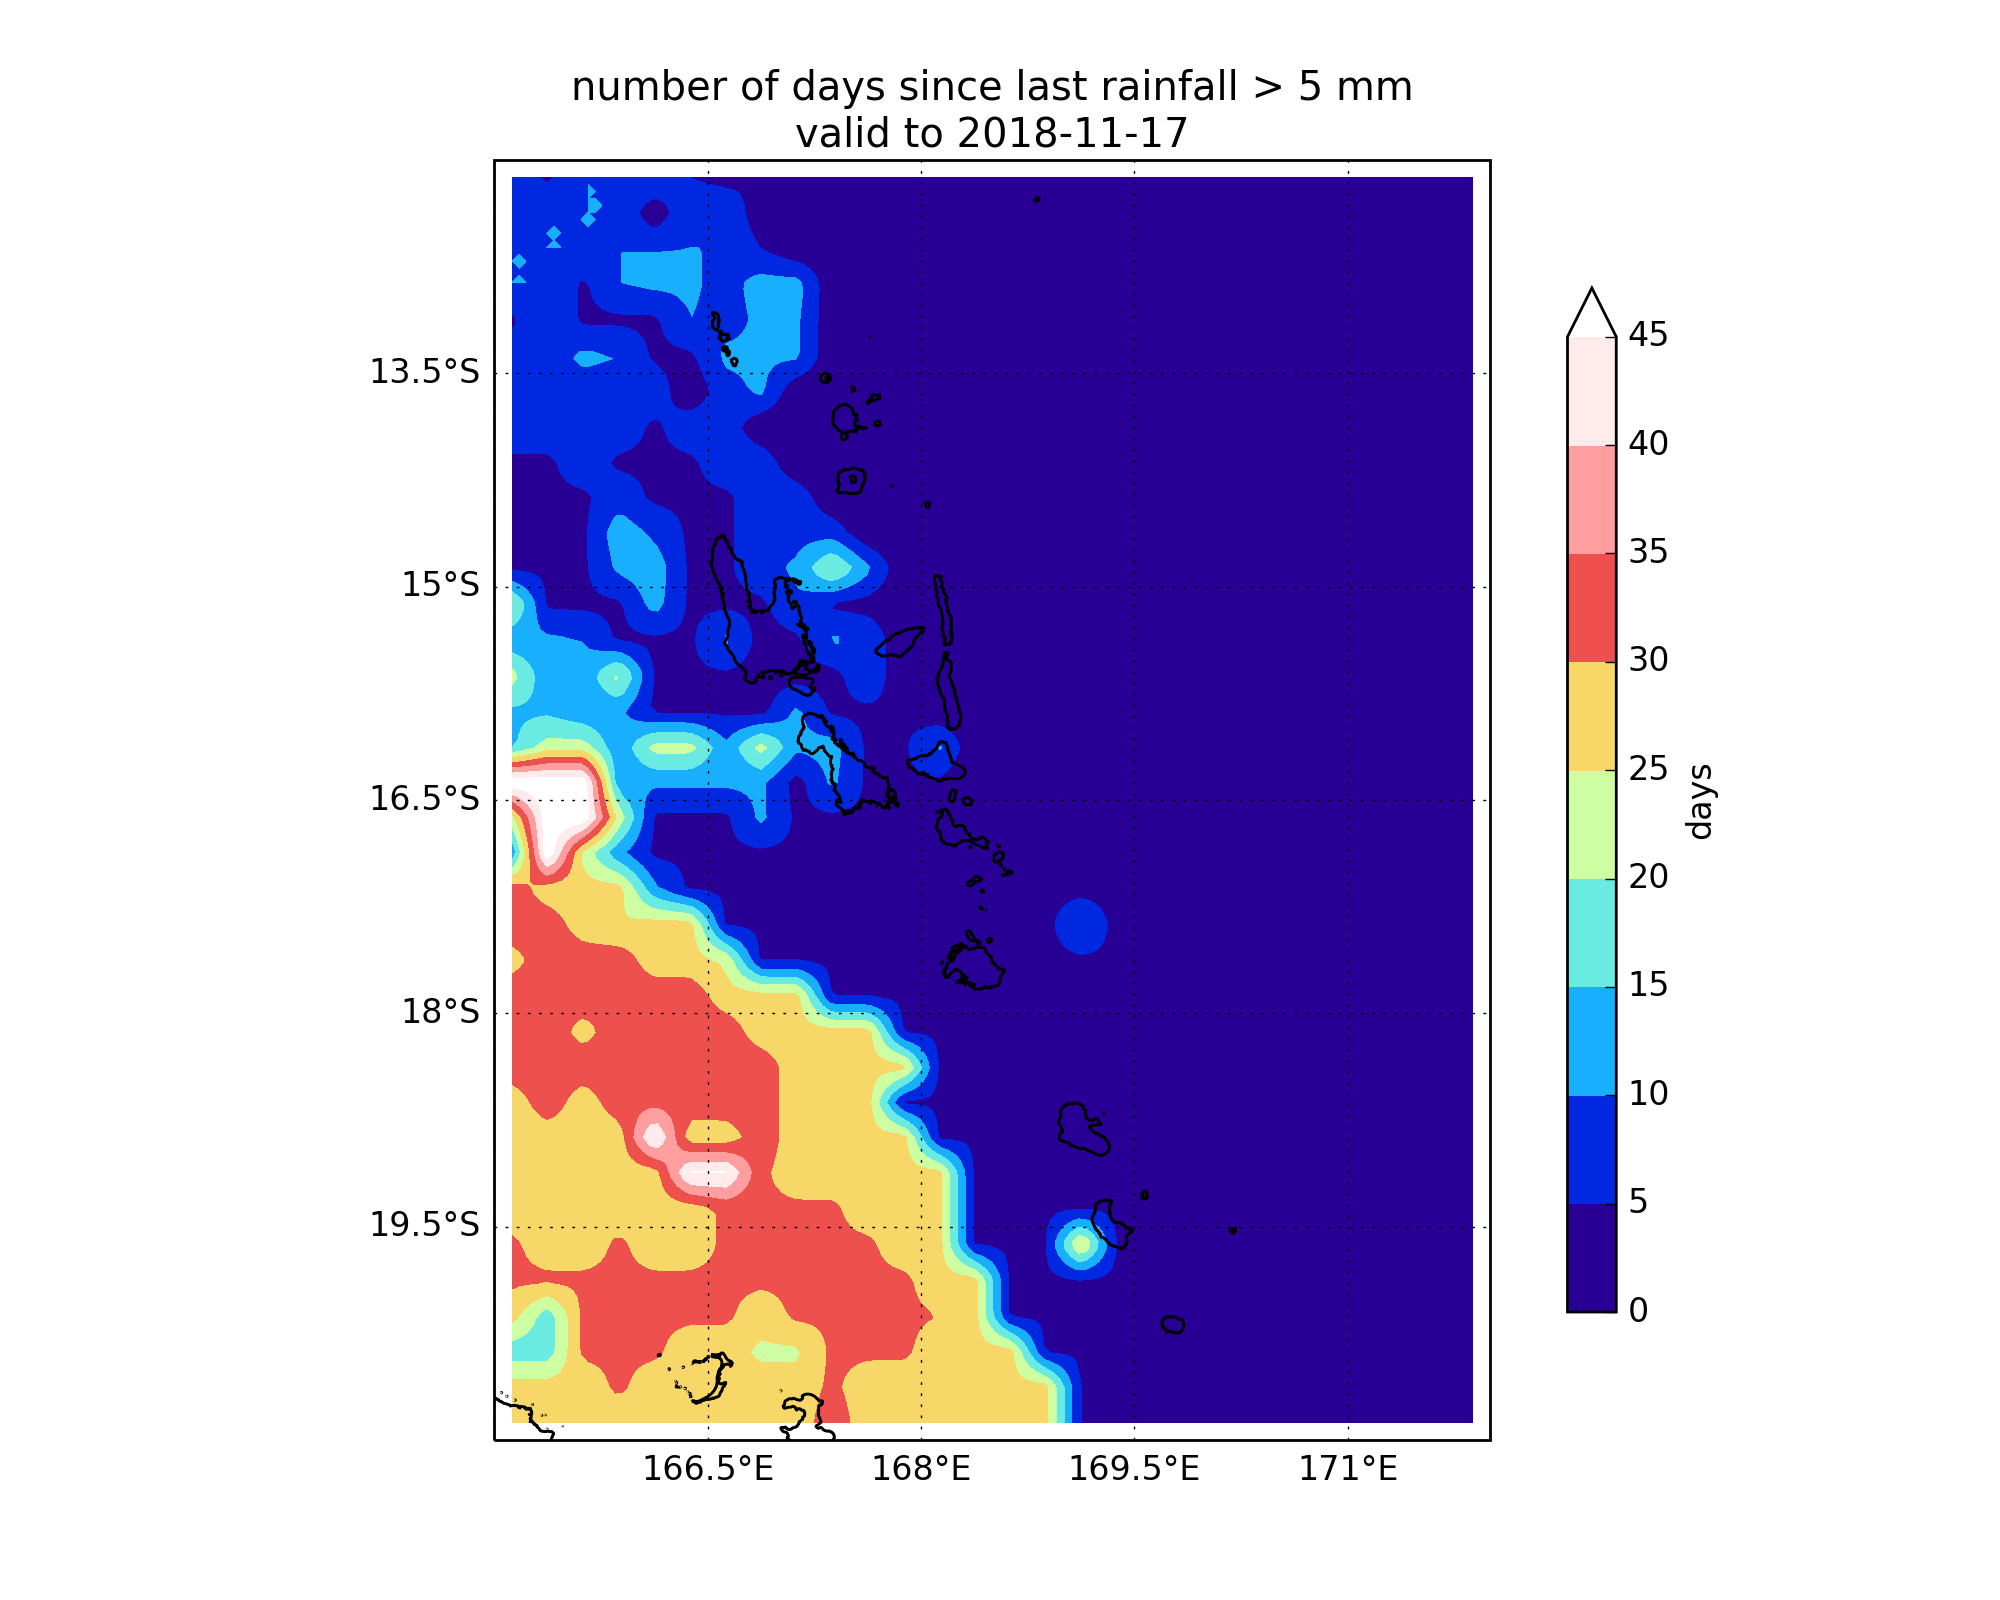 number of days since last rainfall > 5 mm
valid to 2018-11-17
13.5°S
15°S
16.5°S
18°S
19.5°S
166.5°E
168°E
169.5°E
171°E
45
40
35
30
25
20
15
10
5
0
days